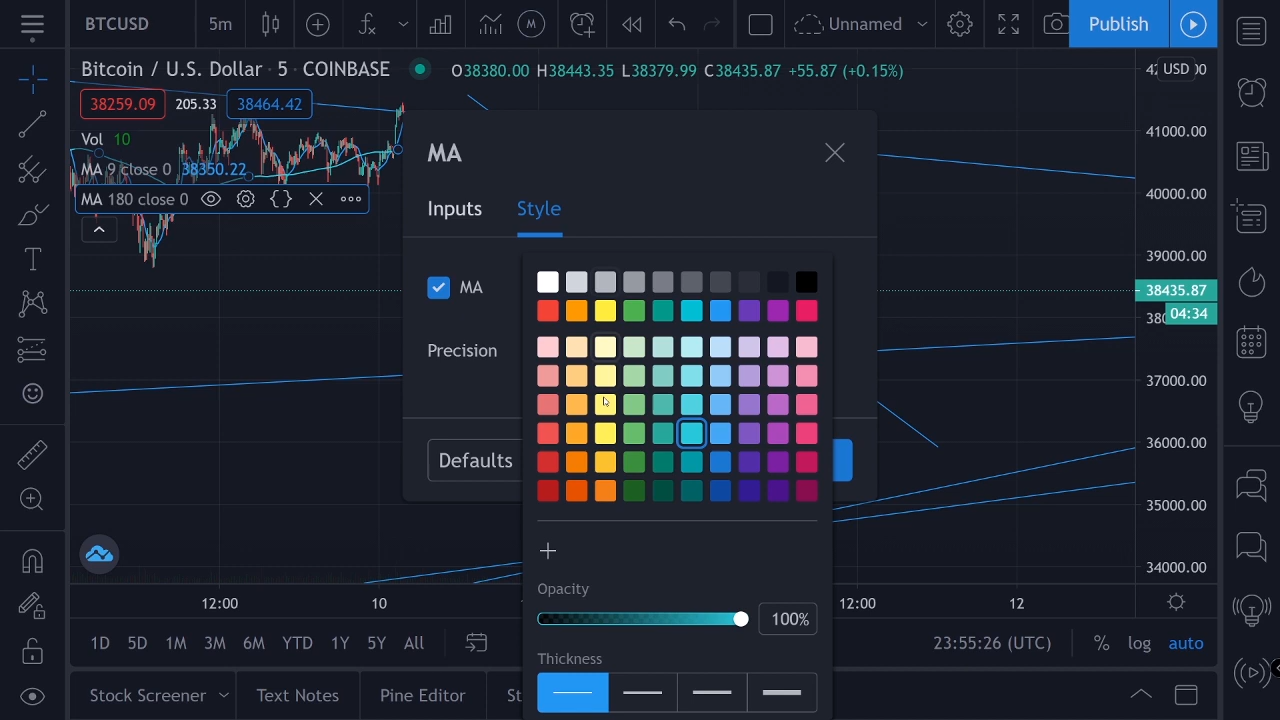 BTCUSD 5m Unnamed Publish
Bitcoin / U.S. Dollar · 5 · COINBASE O38380.00 H38443.35 L38379.99 C38435.87 +55.87 (+0.15%)
USD
38259.09 205.33 38464.42
Vol 10
MA 9 close 0 38350.22
MA 180 close 0
MA
Inputs Style
MA
Precision
Defaults
Opacity
100%
Thickness
41000.00
40000.00
39000.00
38435.87
04:34
37000.00
36000.00
35000.00
34000.00
12:00 10 12:00 12
1D 5D 1M 3M 6M YTD 1Y 5Y All 23:55:26 (UTC) % log auto
Stock Screener Text Notes Pine Editor St